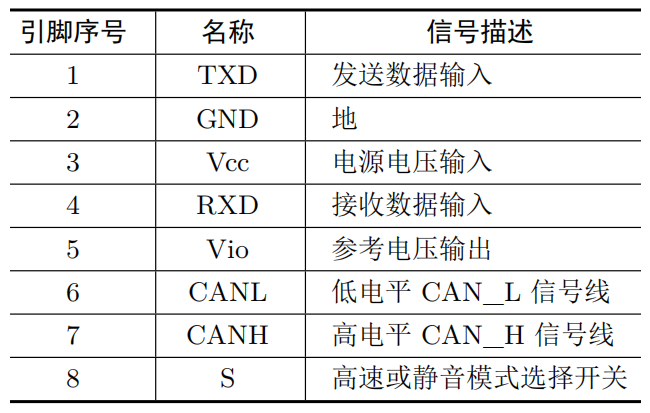 引脚序号 名称 信号描述
1 TXD 发送数据输入
2 GND 地
3 Vcc 电源电压输入
4 RXD 接收数据输入
5 Vio 参考电压输出
6 CANL 低电平 CAN_L 信号线
7 CANH 高电平 CAN_H 信号线
8 S 高速或静音模式选择开关